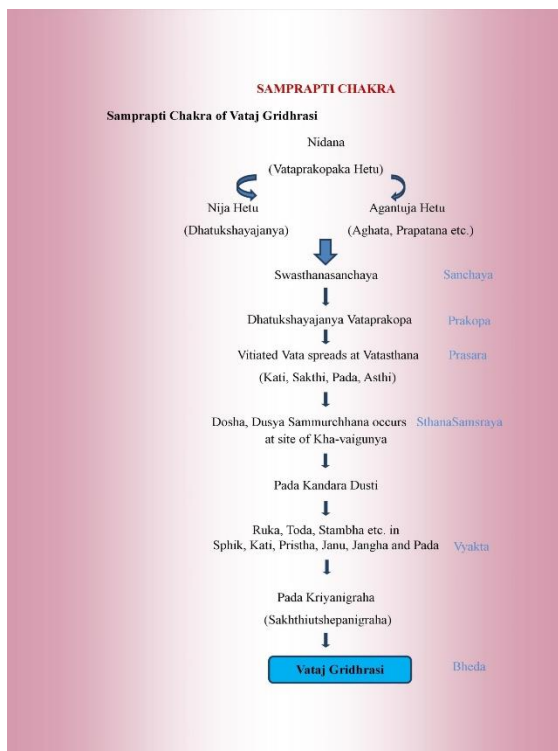 SAMPRAPTI CHAKRA
Samprapti Chakra of Vataj Gridhrasi
Nidana
(Vataprakopaka Hetu)
Nija Hetu
(Dhatukshayajanya)
Agantuja Hetu
(Aghata, Prapatana etc.)
Swasthanasanchaya
Sanchaya
Dhatukshayajanya Vataprakopa
Prakopa
Vitiated Vata spreads at Vatasthana
Prasara
(Kati, Sakthi, Pada, Asthi)
Dosha, Dusya Sammurchhana occurs
SthanaSamsraya
at site of Kha-vaigunya
Pada Kandara Dusti
Ruka, Toda, Stambha etc. in
Sphik, Kati, Pristha, Janu, Jangha and Pada
Vyakta
Pada Kriyanigraha
(Sakhthiutshepanigraha)
Vataj Gridhrasi
Bheda